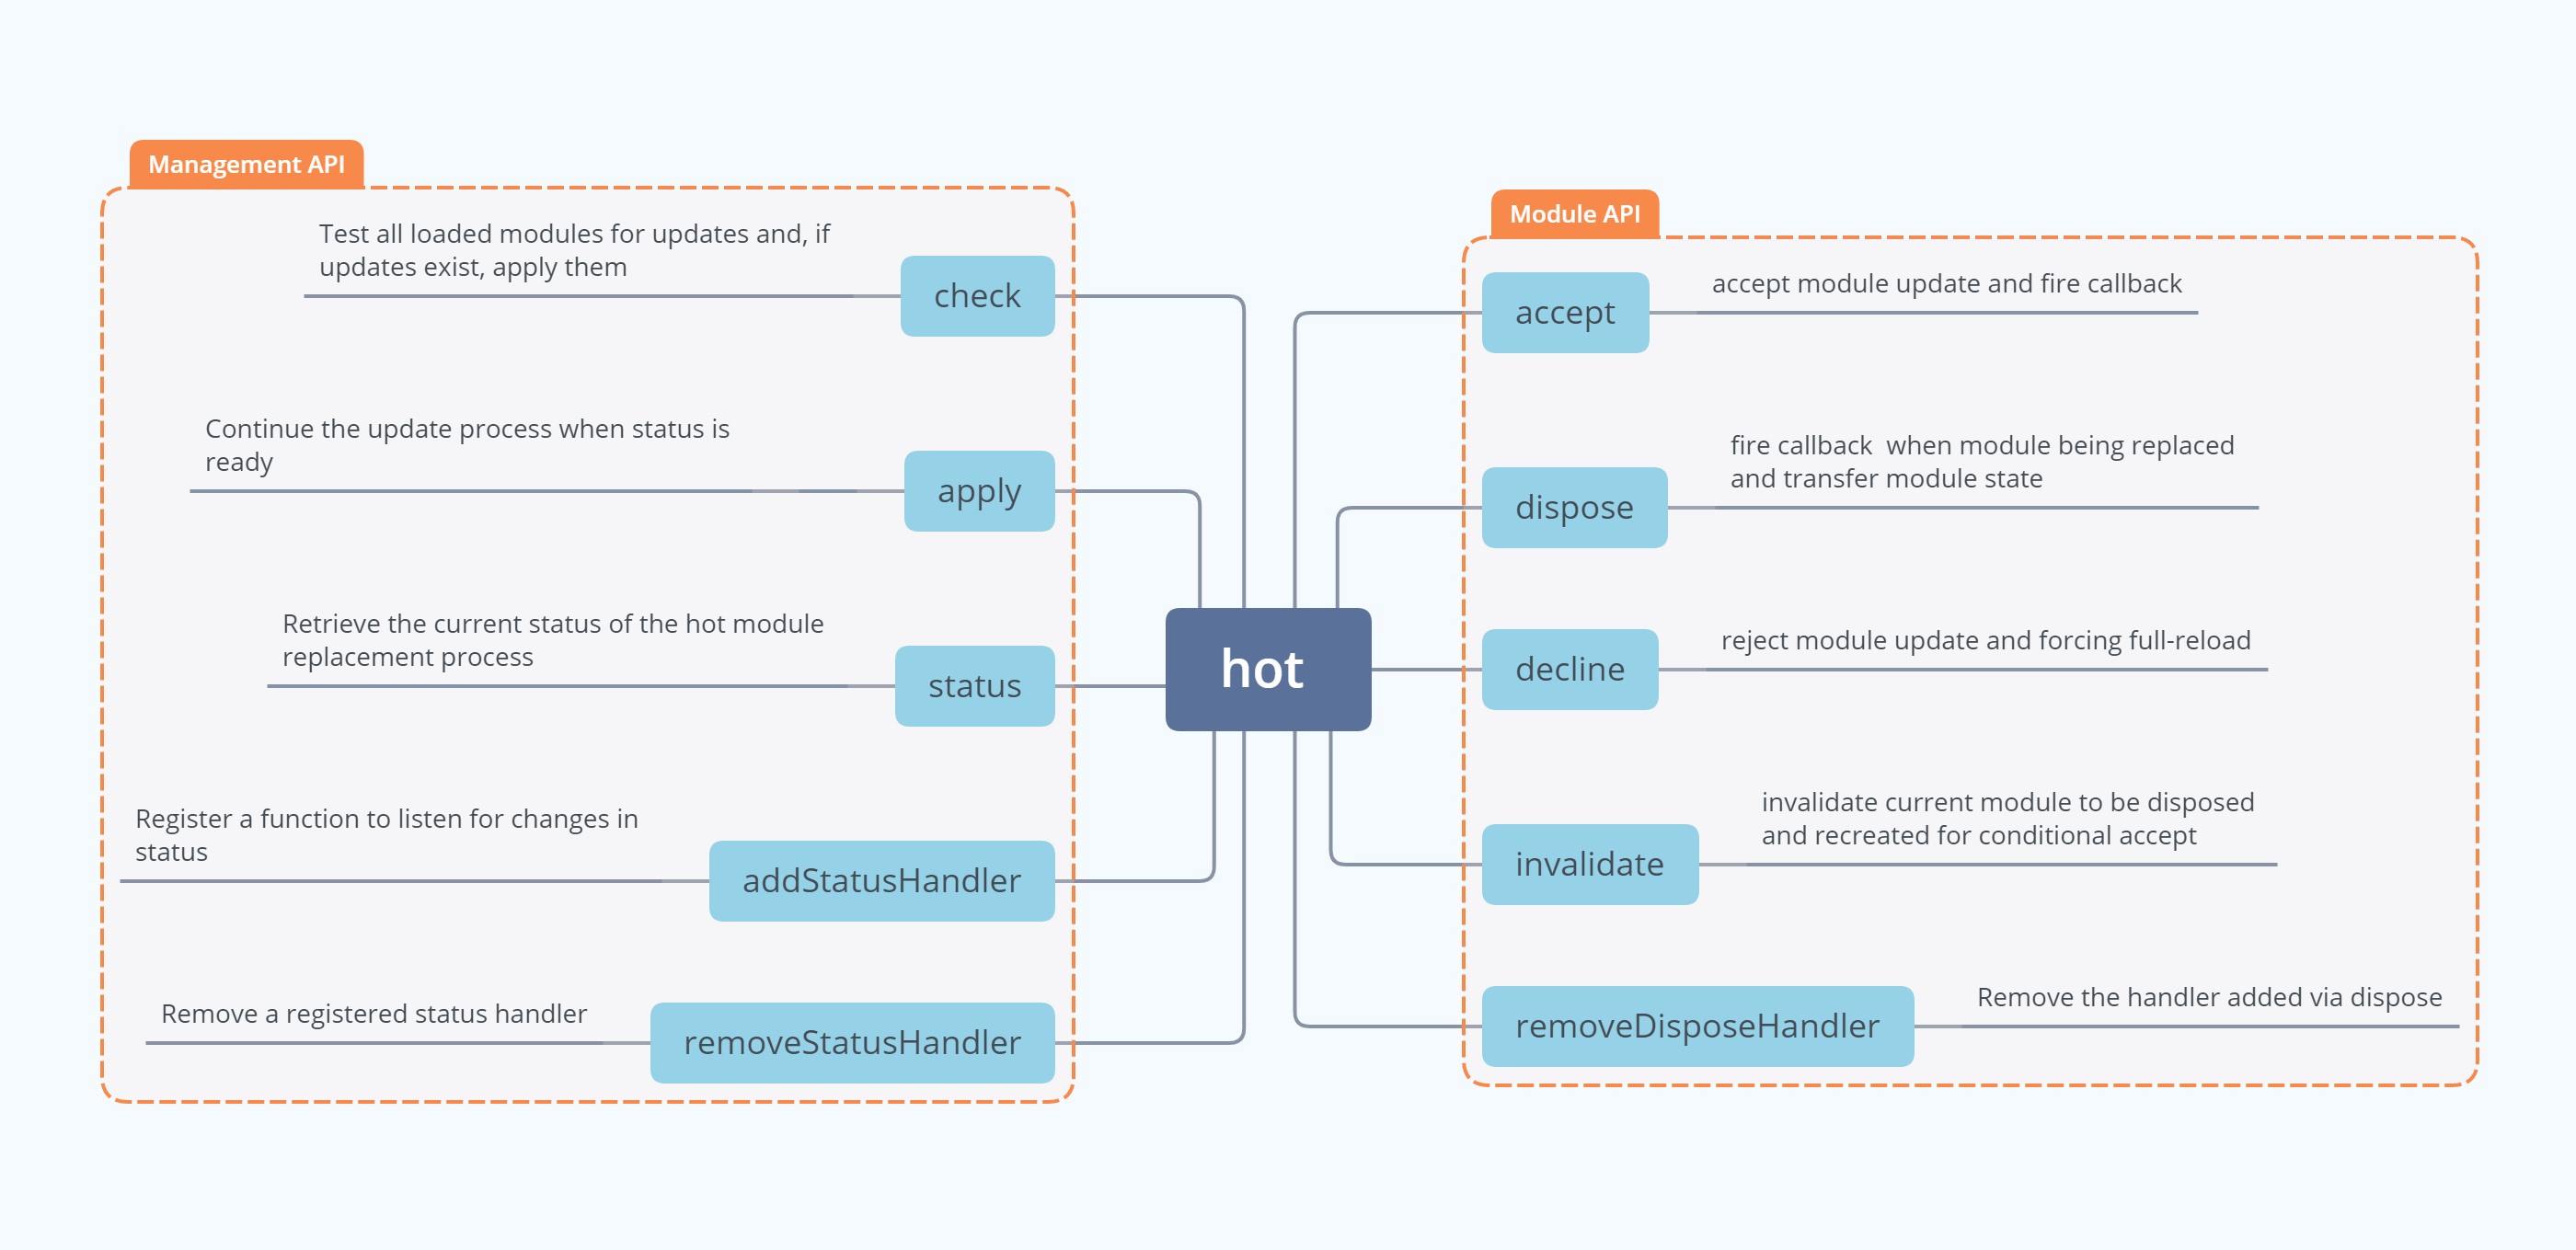 Management API
Test all loaded modules for updates and, if
updates exist, apply them
check
Continue the update process when status is
ready
apply
Retrieve the current status of the hot module
replacement process
status
Register a function to listen for changes in
status
addStatusHandler
Remove a registered status handler
removeStatusHandler
hot
Module API
accept
accept module update and fire callback
dispose
fire callback  when module being replaced
and transfer module state
decline
reject module update and forcing full-reload
invalidate
invalidate current module to be disposed
and recreated for conditional accept
removeDisposeHandler
Remove the handler added via dispose